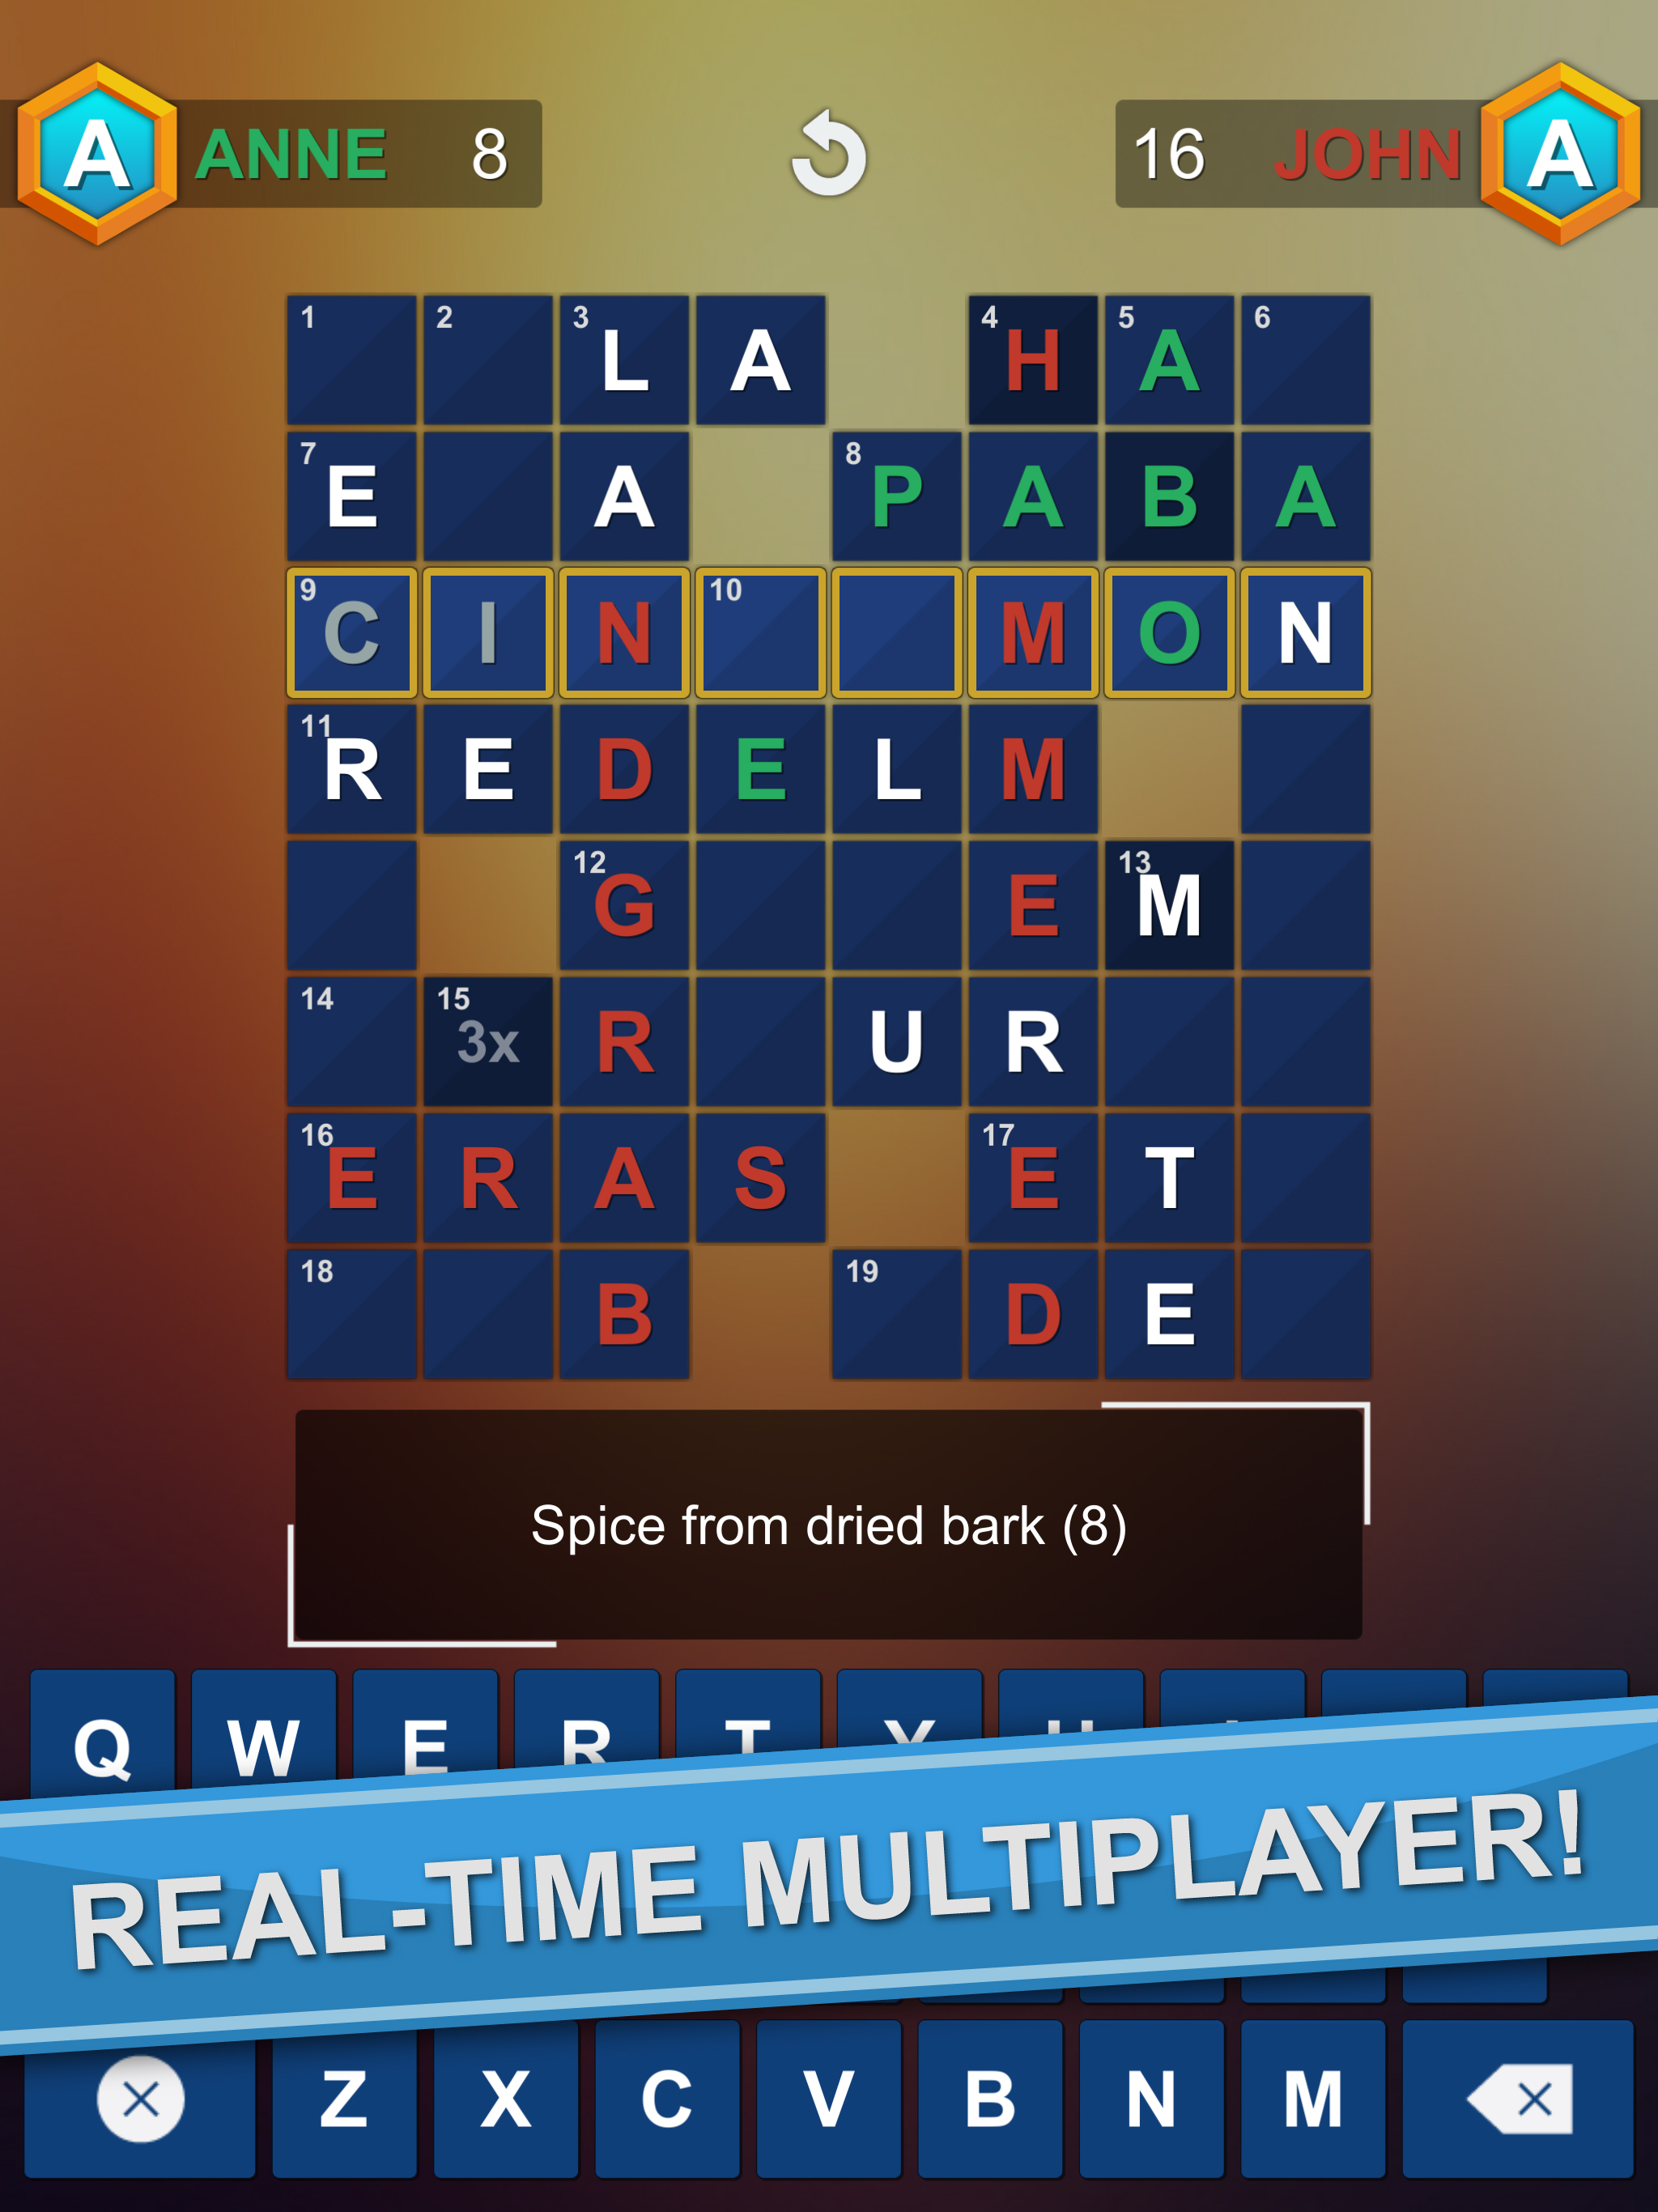 A ANNE 8 16 JOHN A
1 2 3 L A 4 H 5 A 6
7 E A 8 P A B A
9 C I N 10 M O N
11 R E D E L M
12 G E 13 M
14 15 3x R U R
16 E R A S 17 E T
18 B 19 D E
Spice from dried bark (8)
Q W E R T Y U
REAL-TIME MULTIPLAYER!
Z X C V B N M